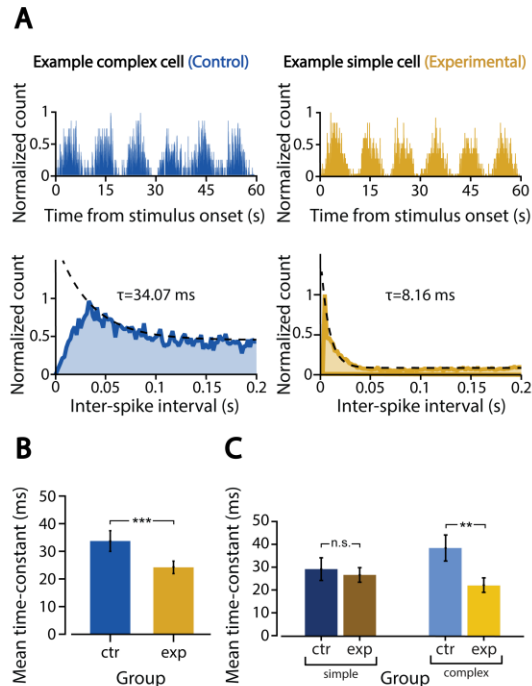 A
Example complex cell (Control)
Example simple cell (Experimental)
Normalized count
1
0.5
0
0 15 30 45 60
Time from stimulus onset (s)
Normalized count
1
0.5
0
0 15 30 45 60
Time from stimulus onset (s)
Normalized count
1
0.5
0
τ=34.07 ms
0 0.05 0.1 0.15 0.2
Inter-spike interval (s)
Normalized count
1
0.5
0
τ=8.16 ms
0 0.05 0.1 0.15 0.2
Inter-spike interval (s)
B
Mean time-constant (ms)
50
40
30
20
10
0
***
ctr exp
Group
C
Mean time-constant (ms)
50
40
30
20
10
0
n.s.
**
ctr exp ctr exp
simple Group complex